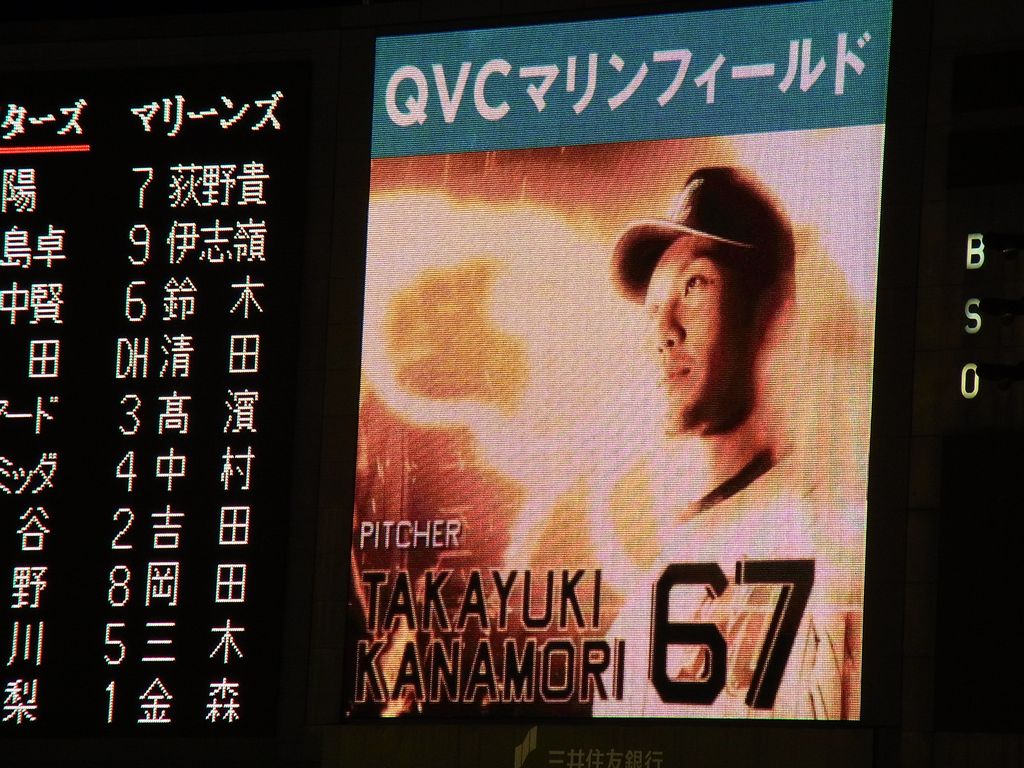 ターズ マリーンズ
陽 7 荻野貴
島卓 9 伊志嶺
中賢 6 鈴木
田 DH 清田
アード 3 髙濱
ミッダ 4 中村
谷 2 吉田
野 8 岡田
川 5 三木
梨 1 金森
QVCマリンフィールド
PITCHER
TAKAYUKI
KANAMORI 67
B
S
O
三井住友銀行